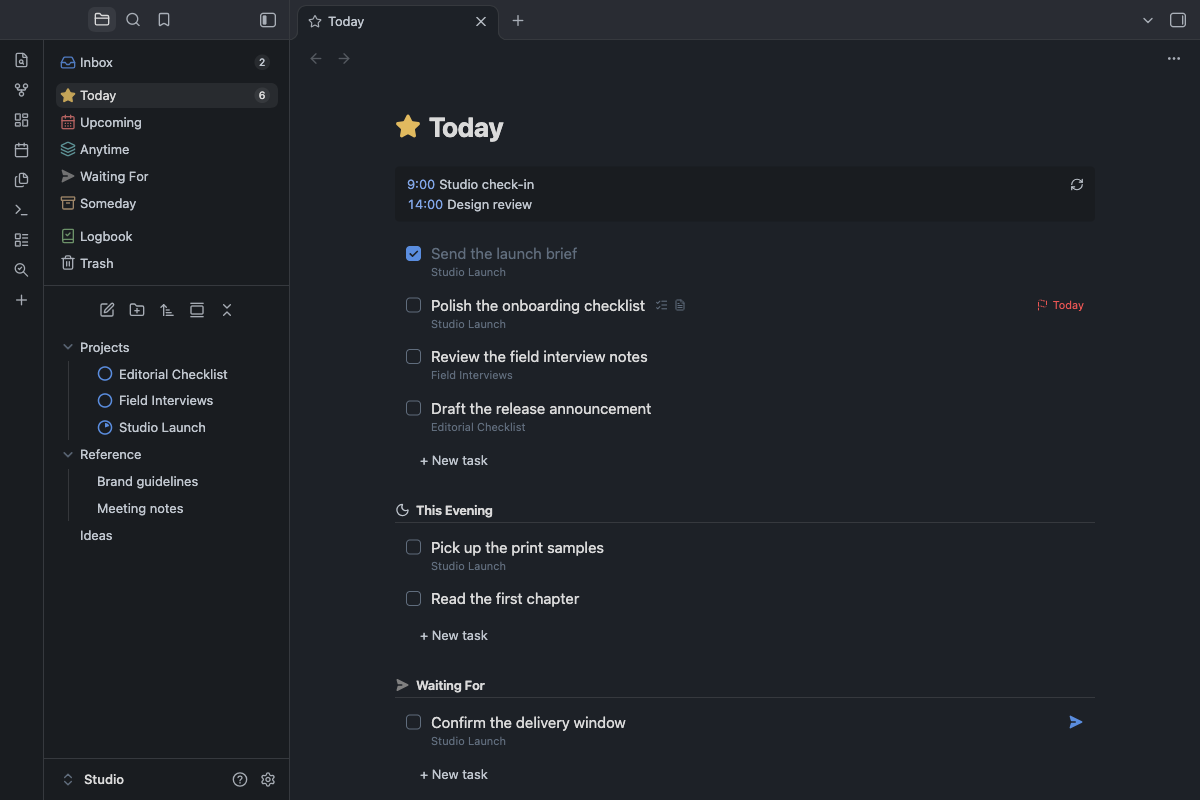 Today
Inbox
2
Today
6
Upcoming
Anytime
Waiting For
Someday
Logbook
Trash
Projects
Editorial Checklist
Field Interviews
Studio Launch
Reference
Brand guidelines
Meeting notes
Ideas
Studio
Today
9:00 Studio check-in
14:00 Design review
Send the launch brief
Studio Launch
Polish the onboarding checklist
Today
Studio Launch
Review the field interview notes
Field Interviews
Draft the release announcement
Editorial Checklist
+ New task
This Evening
Pick up the print samples
Studio Launch
Read the first chapter
+ New task
Waiting For
Confirm the delivery window
Studio Launch
+ New task